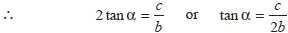 ∴ 2 tan α = c/b or tan α = c/2b